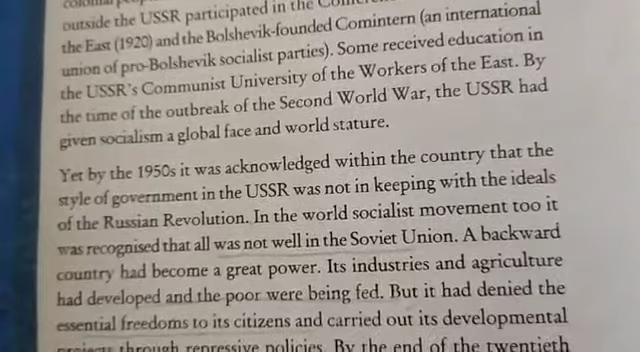 outside the USSR participated in the
the East (1920) and the Bolshevik-founded Comintern (an international
union of pro-Bolshevik socialist parties). Some received education in
the USSR's Communist University of the Workers of the East. By
the time of the outbreak of the Second World War, the USSR had
given socialism a global face and world stature.
Yet by the 1950s it was acknowledged within the country that the
style of government in the USSR was not in keeping with the ideals
of the Russian Revolution. In the world socialist movement too it
was recognised that all was not well in the Soviet Union. A backward
country had become a great power. Its industries and agriculture
had developed and the poor were being fed. But it had denied the
essential freedoms to its citizens and carried out its developmental
projects through repressive policies. By the end of the twentieth